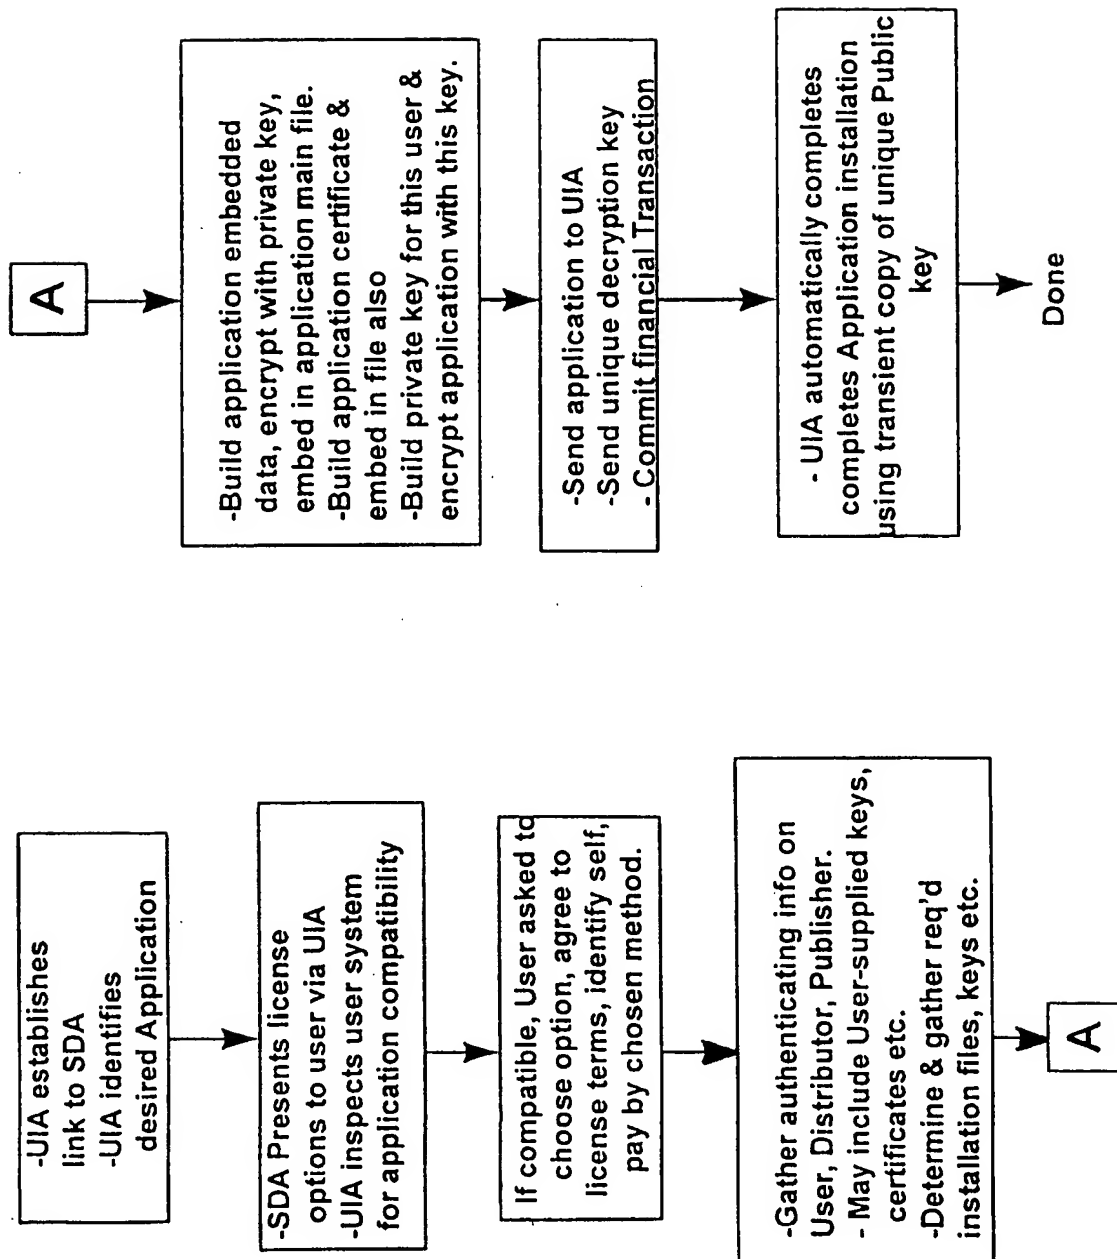 -UIA establishes
link to SDA
-UIA identifies
desired Application
-SDA Presents license
options to user via UIA
-UIA inspects user system
for application compatibility
If compatible, User asked to
choose option, agree to
license terms, identify self,
pay by chosen method.
-Gather authenticating info on
User, Distributor, Publisher.
- May include User-supplied keys,
certificates etc.
-Determine & gather req'd
installation files, keys etc.
A
A
-Build application embedded
data, encrypt with private key,
embed in application main file.
-Build application certificate &
embed in file also
-Build private key for this user &
encrypt application with this key.
-Send application to UIA
-Send unique decryption key
- Commit financial Transaction
- UIA automatically completes
completes Application installation
using transient copy of unique Public
key
Done